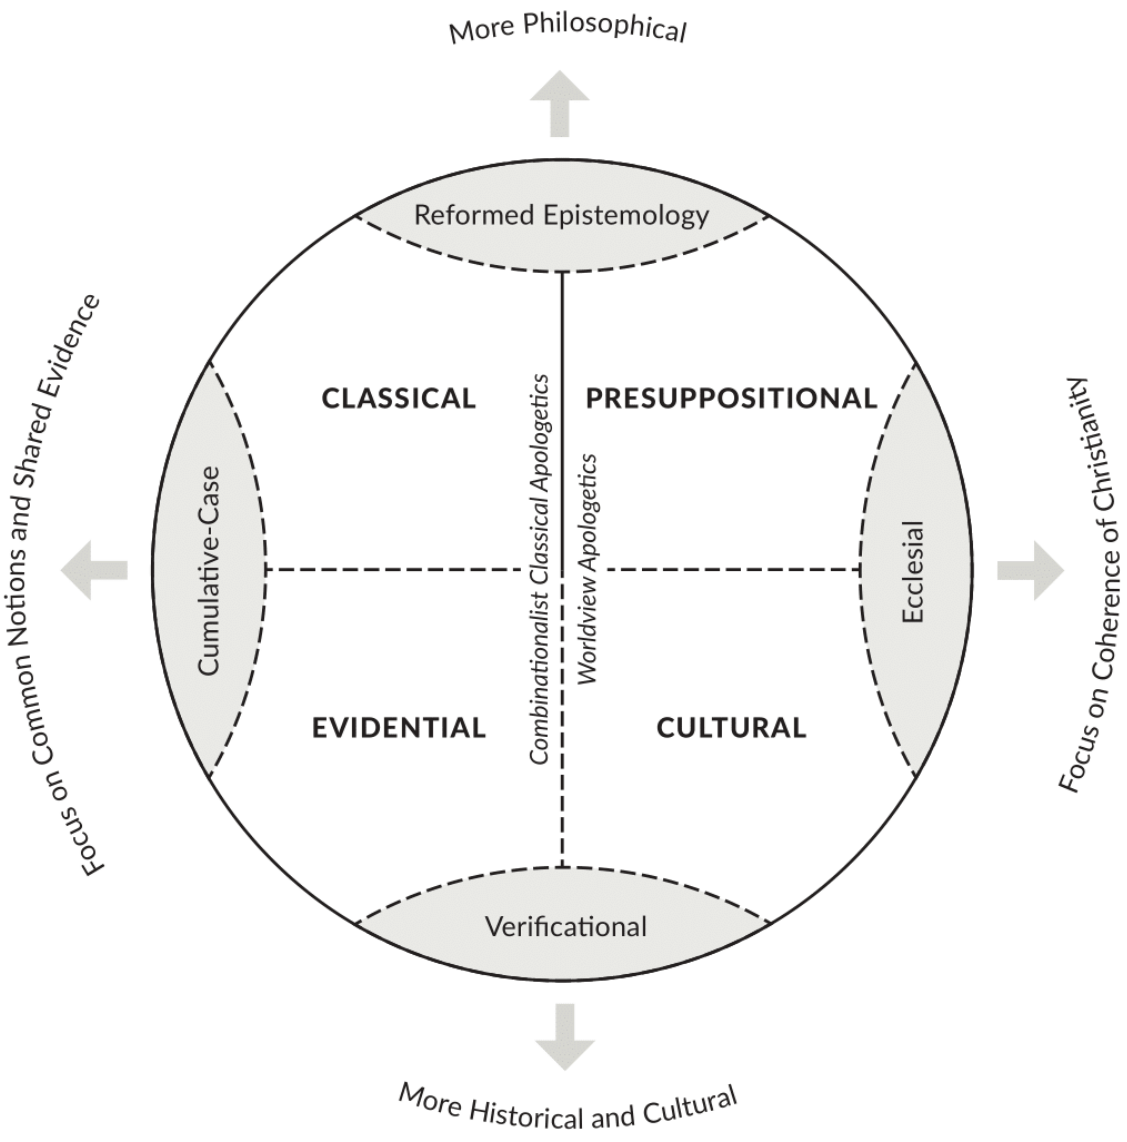 More Philosophical
Reformed Epistemology
Focus on Common Notions and Shared Evidence
CLASSICAL
PRESUPPOSITIONAL
Combinationalist Classical Apologetics
Worldview Apologetics
Cumulative-Case
Ecclesial
Focus on Coherence of Christianity
EVIDENTIAL
CULTURAL
Verificational
More Historical and Cultural